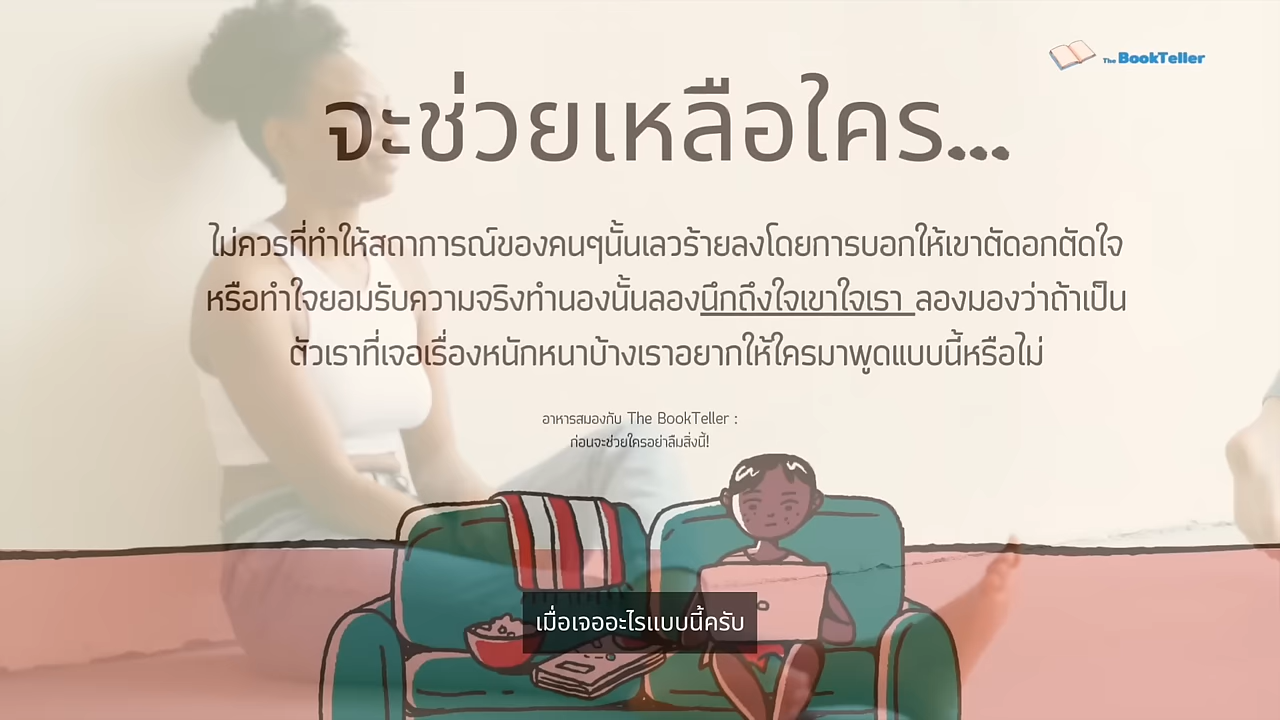 The BookTeller
จะช่วยเหลือใคร...
ไม่ควรที่ทำให้สถาการณ์ของคนๆนั้นเลวร้ายลงโดยการบอกให้เขาตัดอกตัดใจ
หรือทำใจยอมรับความจริงทำนองนั้นลองนึกถึงใจเขาใจเรา ลองมองว่าถ้าเป็น
ตัวเราที่เจอเรื่องหนักหนาบ้างเราอยากให้ใครมาพูดแบบนี้หรือไม่
อาหารสมองกับ The BookTeller :
ก่อนจะช่วยใครอย่าลืมสิ่งนี้!
เมื่อเจออะไรแบบนี้ครับ